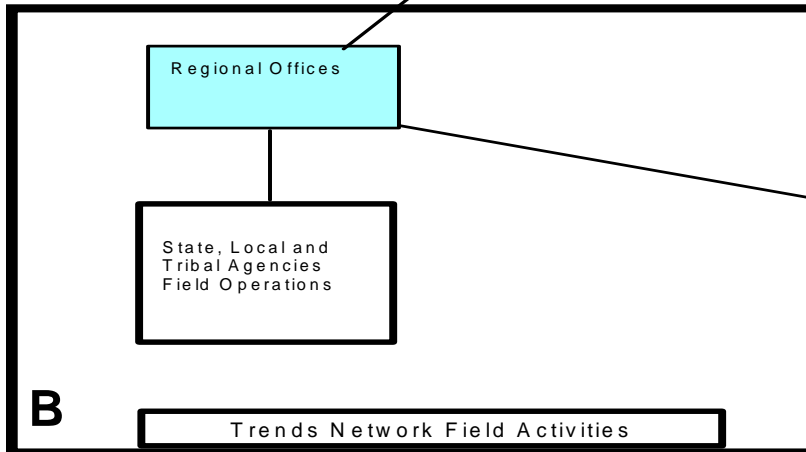 Regional Offices
State, Local and
Tribal Agencies
Field Operations
B
Trends Network Field Activities